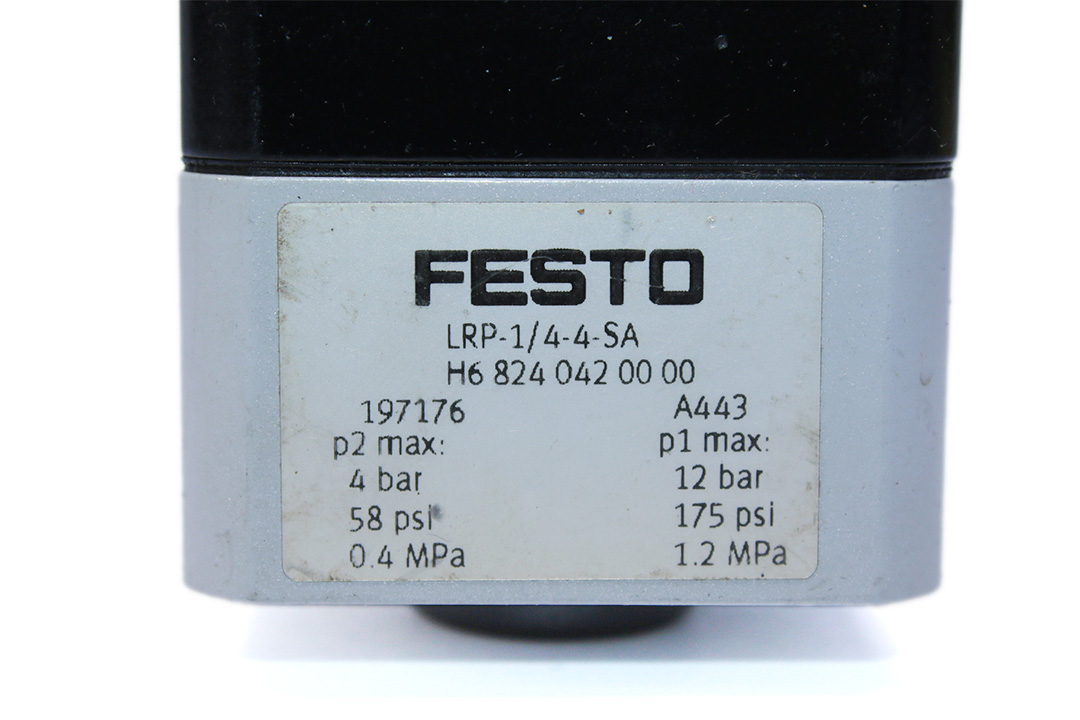 FESTO
LRP-1/4-4-SA
H6 824 042 00 00
197176 A443
p2 max: p1 max:
4 bar 12 bar
58 psi 175 psi
0.4 MPa 1.2 MPa